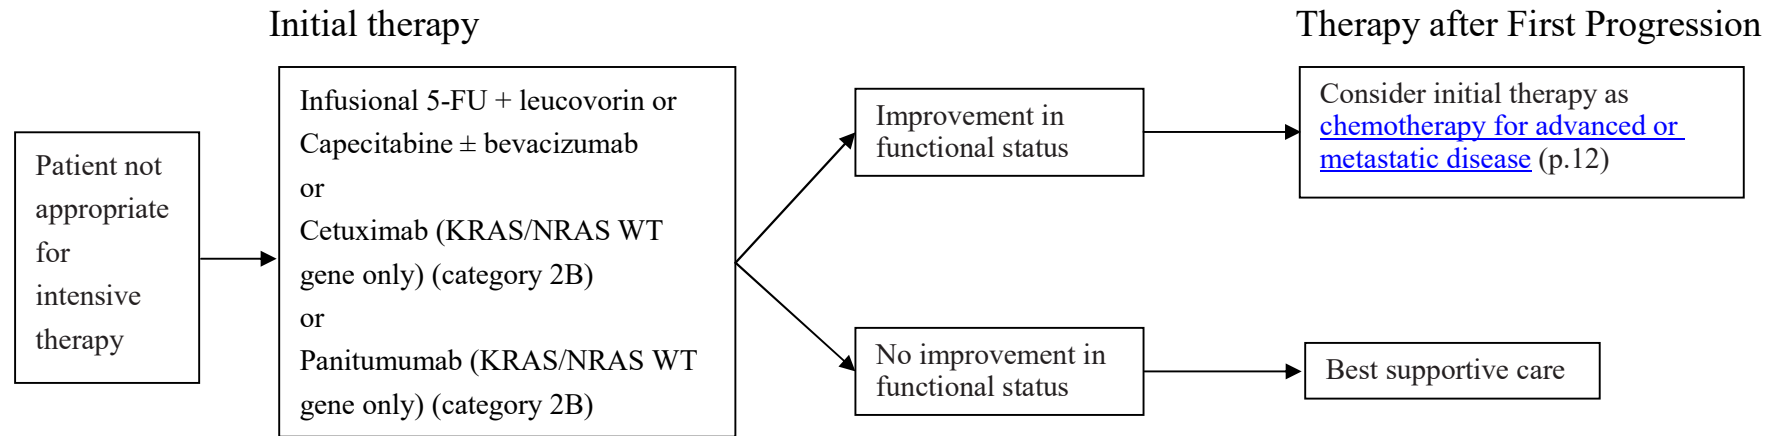 Initial therapy
Therapy after First Progression
Patient not
appropriate
for
intensive
therapy
Infusional 5-FU + leucovorin or
Capecitabine ± bevacizumab
or
Cetuximab (KRAS/NRAS WT
gene only) (category 2B)
or
Panitumumab (KRAS/NRAS WT
gene only) (category 2B)
Improvement in
functional status
Consider initial therapy as
chemotherapy for advanced or
metastatic disease (p.12)
No improvement in
functional status
Best supportive care